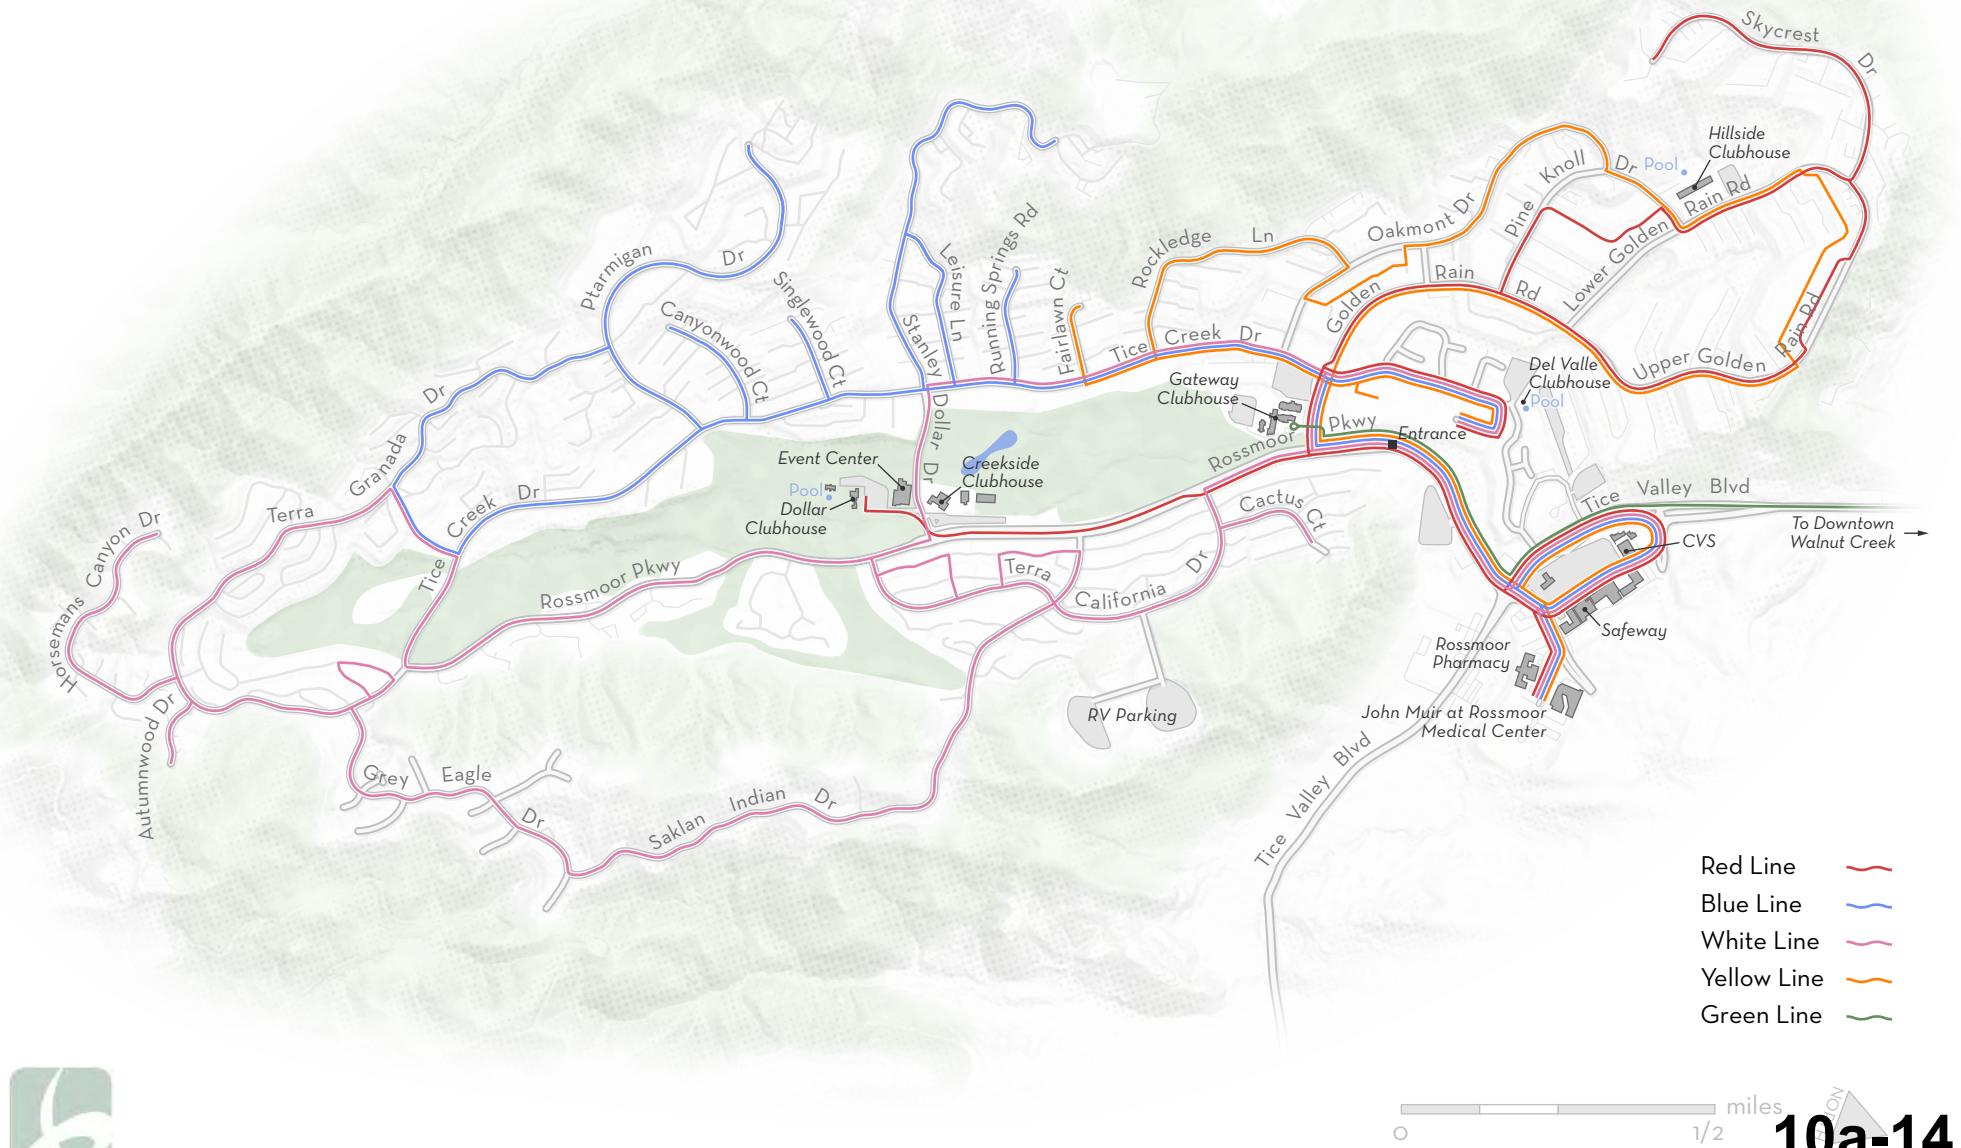 Skycrest
Dr
Hillside
Clubhouse
Pool
Knoll
Dr
Pine
Rain Rd
Lower Golden
Oakmont Dr
Rockledge
Ln
Golden
Rain
Rd
Rain Rd
Upper Golden
Del Valle
Clubhouse
Pool
Running Springs Rd
Leisure Ln
Stanley
Fairlawn Ct
Tice
Creek
Dr
Ptarmigan
Dr
Singlewood Ct
Canyonwood Ct
Gateway
Clubhouse
Pkwy
Rossmoor
Entrance
Dr
Granada
Dollar
Dr
Event Center
Creekside
Clubhouse
Pool
Dollar
Clubhouse
Creek
Dr
Tice
Terra
Horsemans
Canyon
Dr
Cactus Ct
Tice
Valley
Blvd
To Downtown
Walnut Creek
CVS
Safeway
Rossmoor Pkwy
Terra
California
Dr
Rossmoor
Pharmacy
John Muir at Rossmoor
Medical Center
RV Parking
Autumnwood Dr
Grey
Eagle
Dr
Saklan
Indian
Dr
Tice
Valley
Blvd
Red Line
Blue Line
White Line
Yellow Line
Green Line
miles
0
1/2
10a-14